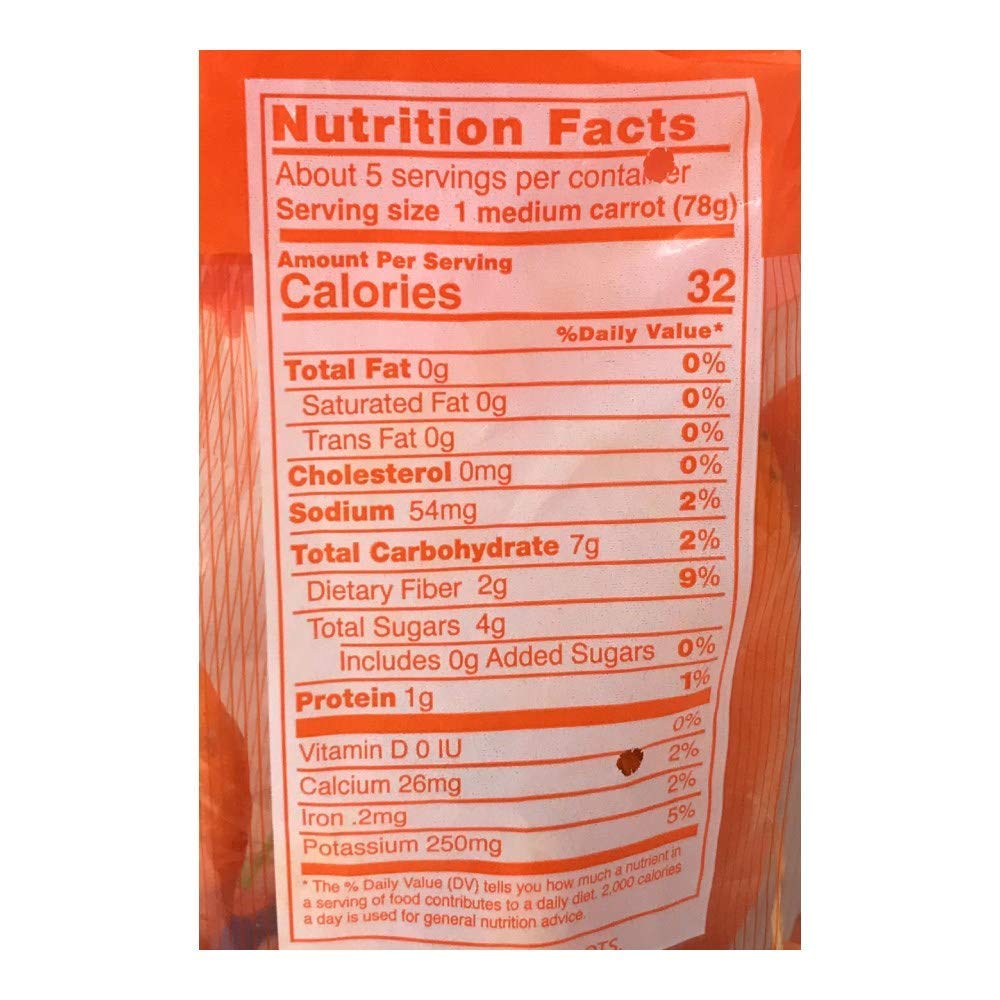 Nutrition Facts
About 5 servings per container
Serving size 1 medium carrot (78g)
Amount Per Serving
Calories 32
%Daily Value*
Total Fat 0g 0%
Saturated Fat 0g 0%
Trans Fat 0g 0%
Cholesterol 0mg 0%
Sodium 54mg 2%
Total Carbohydrate 7g 2%
Dietary Fiber 2g 9%
Total Sugars 4g
Includes 0g Added Sugars 0%
Protein 1g 1%
Vitamin D 0 IU 0%
Calcium 26mg 2%
Iron .2mg 2%
Potassium 250mg 5%
* The % Daily Value (DV) tells you how much a nutrient in
a serving of food contributes to a daily diet. 2,000 calories
a day is used for general nutrition advice.